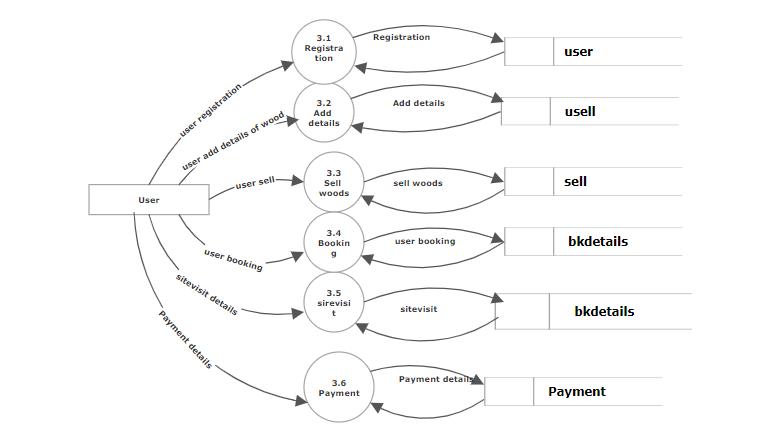 3.1
Registra
tion
Registration
user
user registration
3.2
Add
details
Add details
usell
user add details of wood
3.3
Sell
woods
sell woods
sell
user sell
User
3.4
Bookin
g
user booking
bkdetails
user booking
3.5
sirevisi
t
sitevisit
bkdetails
sitevisit details
3.6
Payment
Payment details
Payment
Payment details